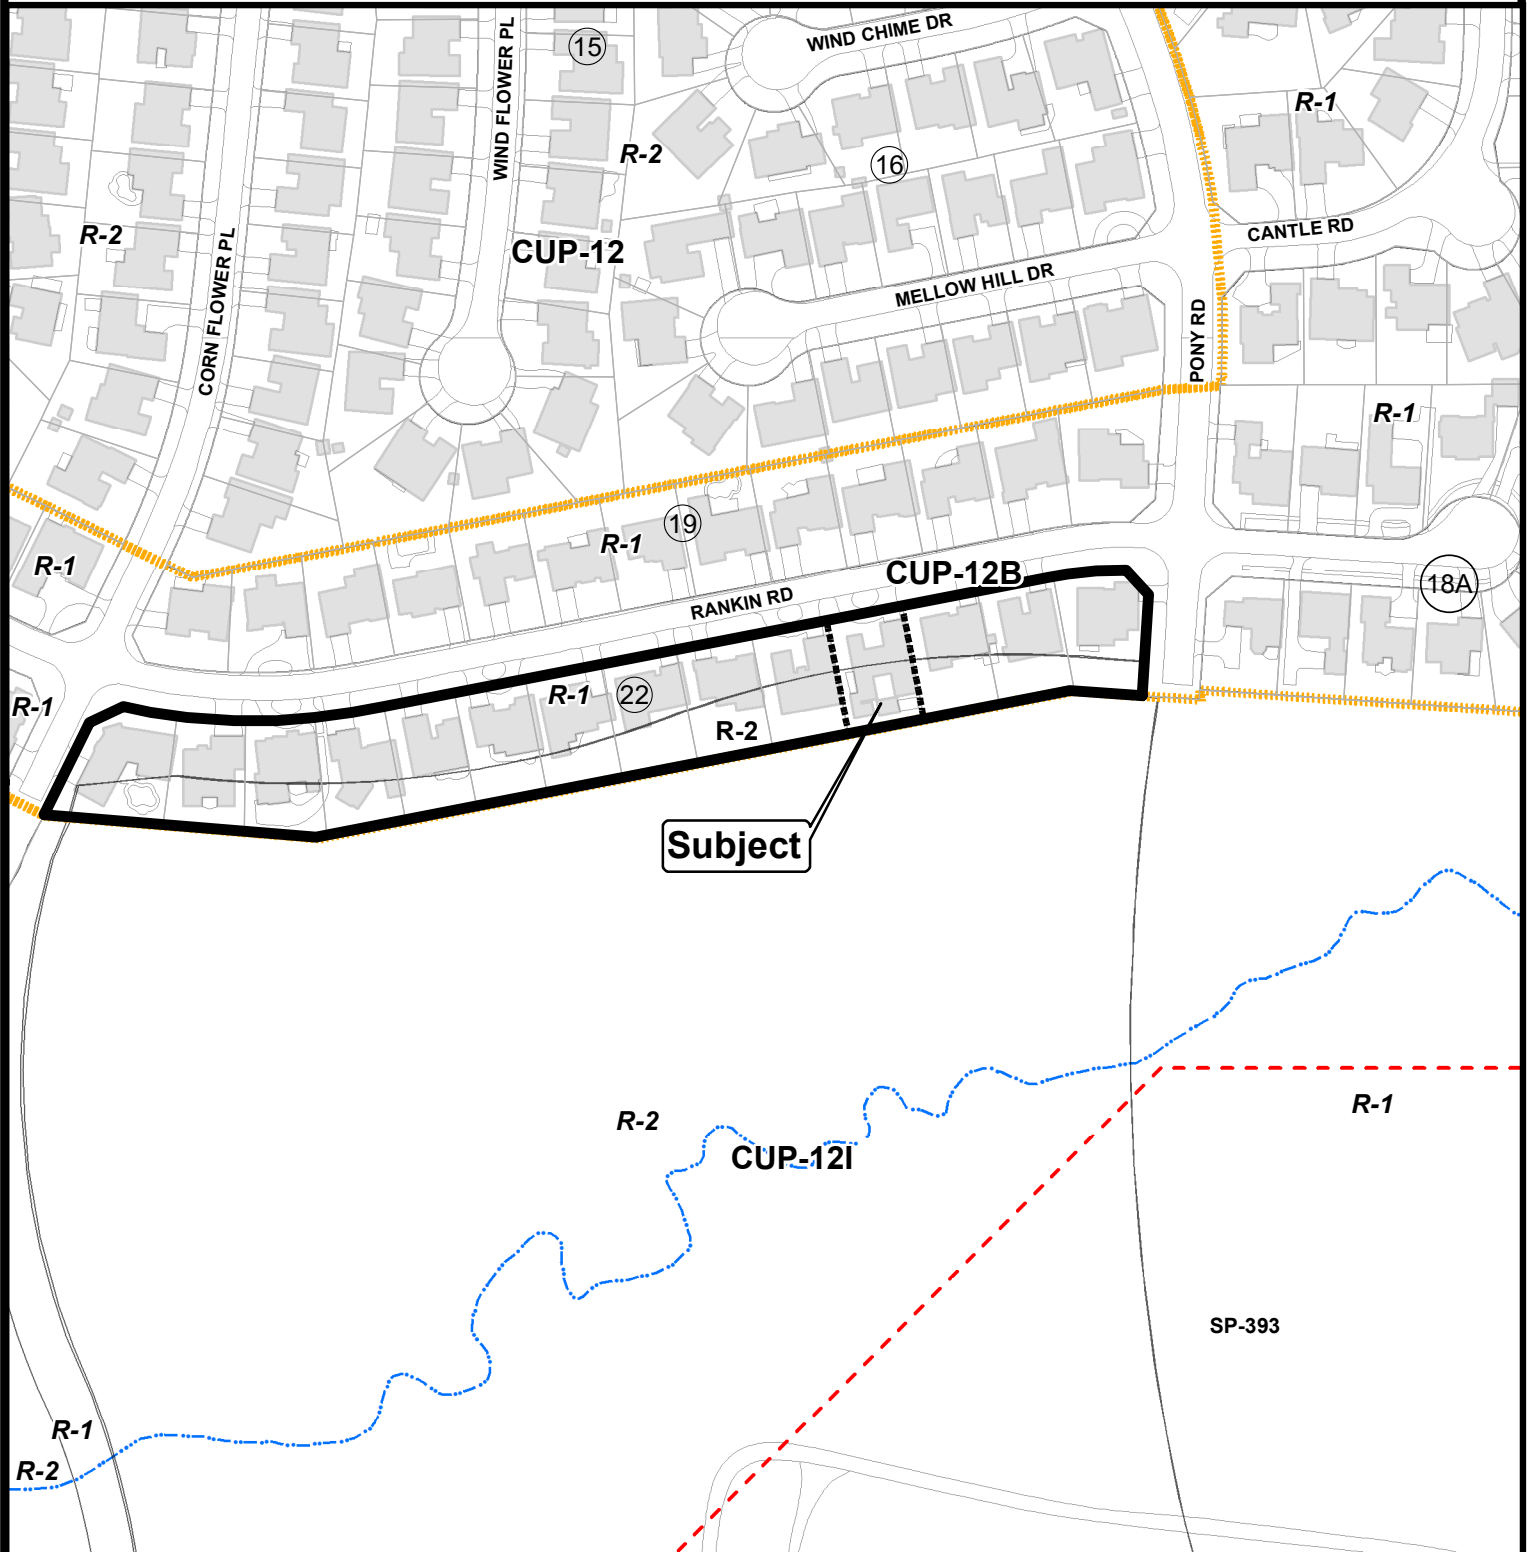 WIND CHIME DR
15
WIND FLOWER PL
R-1
R-2
16
R-2
CUP-12
CANTLE RD
CORN FLOWER PL
MELLOW HILL DR
PONY RD
R-1
19
R-1
R-1
CUP-12B
18A
RANKIN RD
R-1
R-1
22
R-2
Subject
R-1
R-2
CUP-12I
SP-393
R-1
R-2